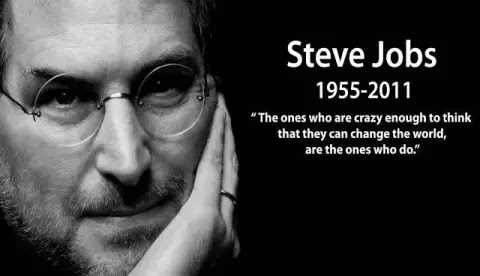 Steve Jobs
1955-2011
“ The ones who are crazy enough to think
that they can change the world,
are the ones who do.”